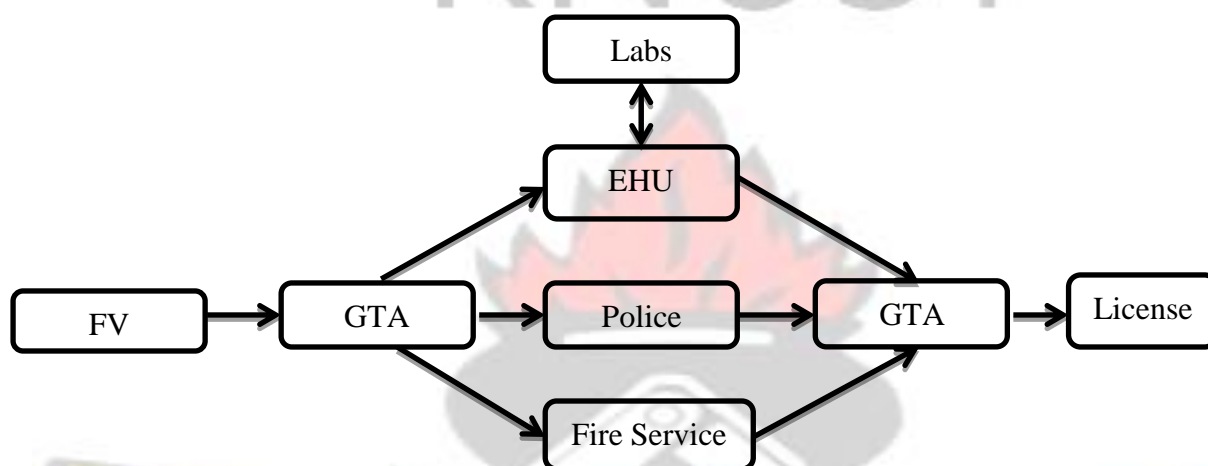 Labs
EHU
FV
GTA
Police
GTA
License
Fire Service